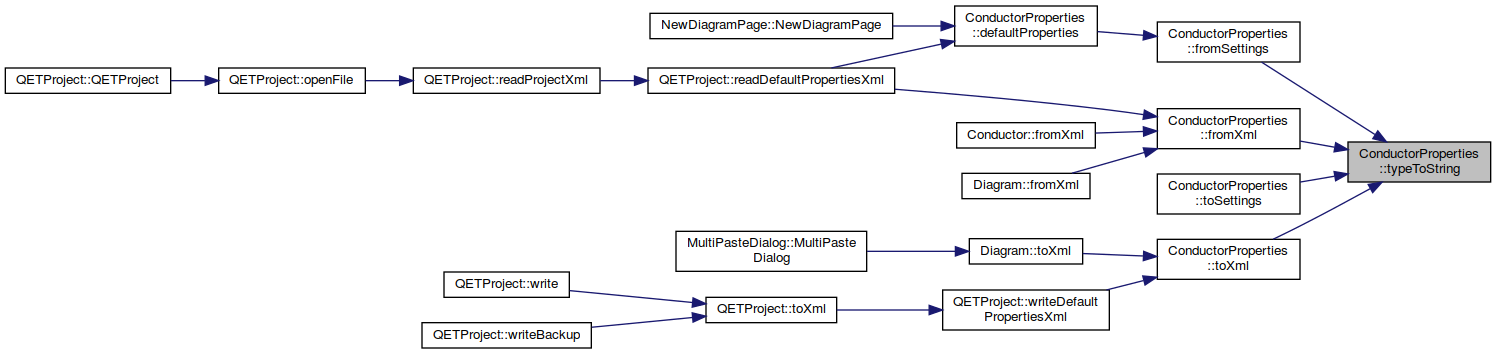 NewDiagramPage::NewDiagramPage
ConductorProperties
::defaultProperties
ConductorProperties
::fromSettings
QETProject::QETProject
QETProject::openFile
QETProject::readProjectXml
QETProject::readDefaultPropertiesXml
Conductor::fromXml
ConductorProperties
::fromXml
Diagram::fromXml
ConductorProperties
::typeToString
ConductorProperties
::toSettings
MultiPasteDialog::MultiPaste
Dialog
Diagram::toXml
ConductorProperties
::toXml
QETProject::write
QETProject::toXml
QETProject::writeDefault
PropertiesXml
QETProject::writeBackup